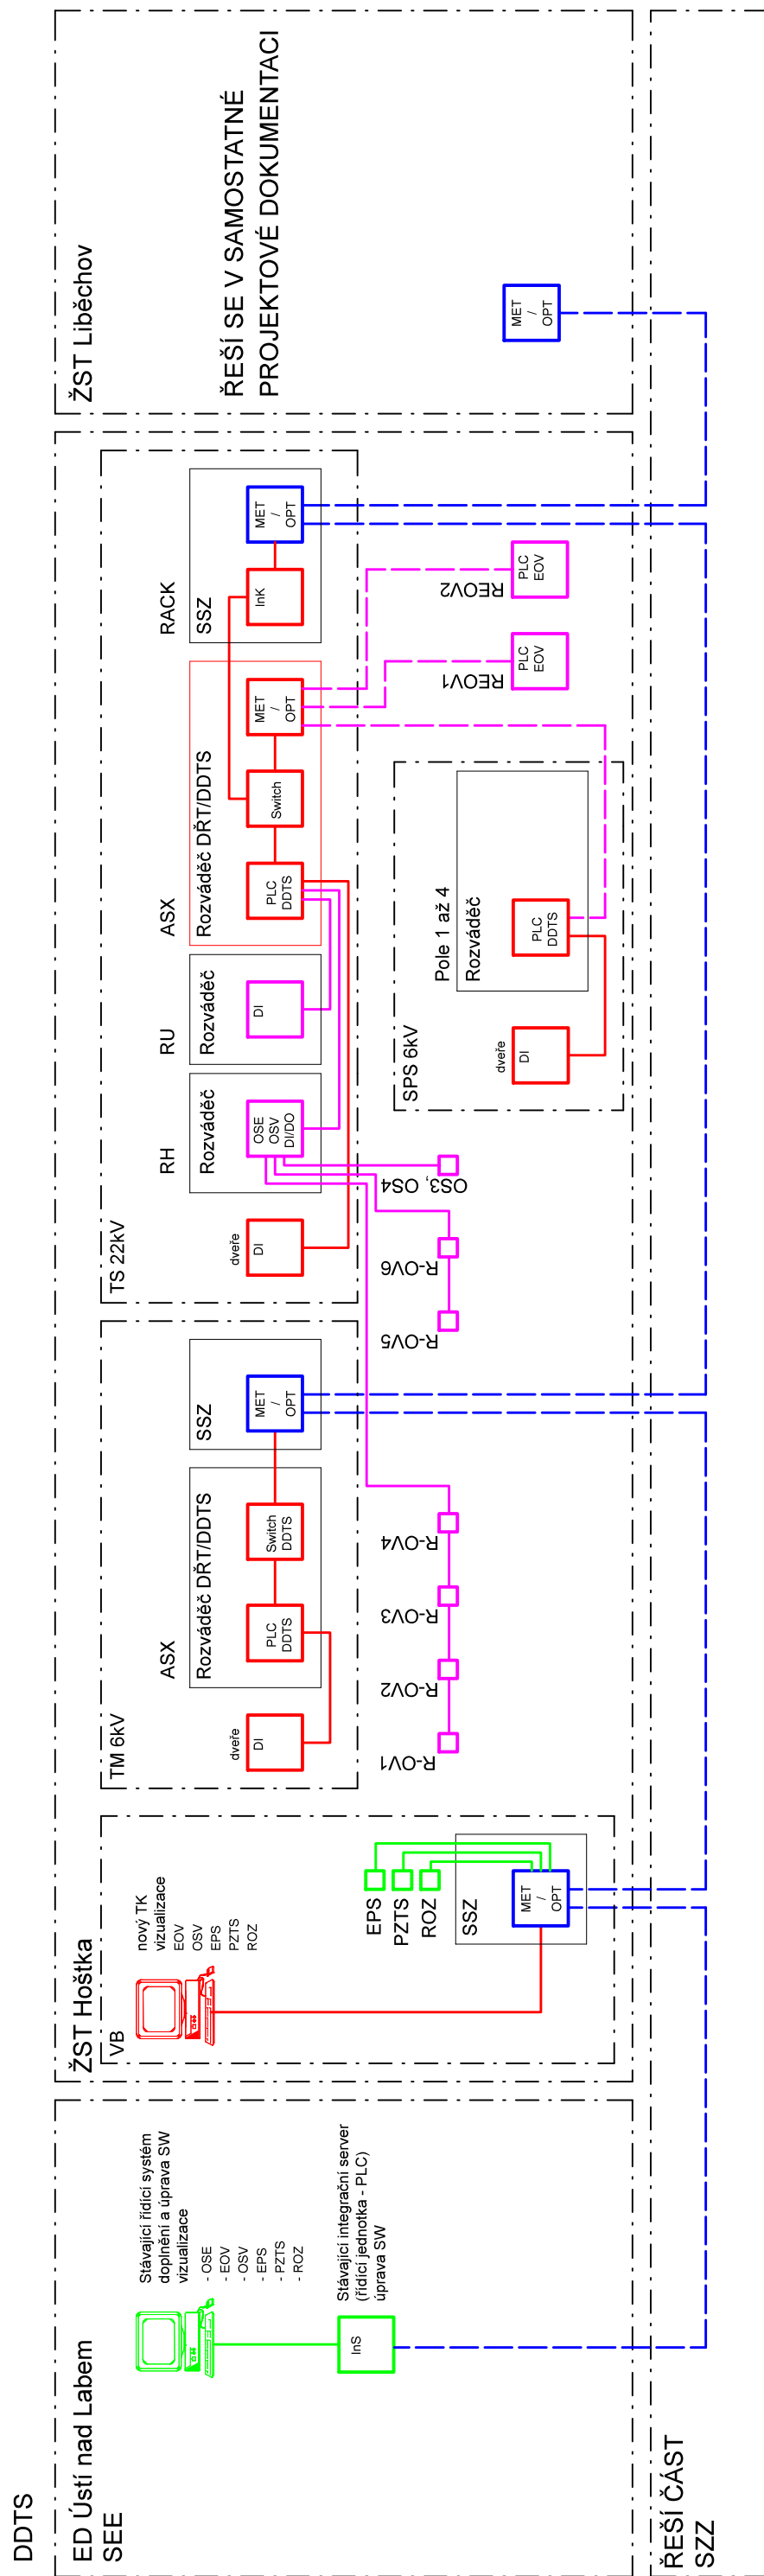 DDTS
ED Ústí nad Labem
SEE
Stávající řídicí systém
doplnění a úprava SW
vizualizace
- OSE
- EOV
- OSV
- EPS
- PZTS
- ROZ
Stávající integrační server
(řídící jednotka - PLC)
úprava SW
InS
ŽST Hoštka
VB
nový TK
vizualizace
EOV
OSV
EPS
PZTS
ROZ
EPS
PZTS
ROZ
SSZ
MET
/
OPT
TM 6kV
dveře
DI
ASX
Rozváděč DŘT/DDTS
PLC
DDTS
Switch
DDTS
SSZ
MET
/
OPT
R-OV1
R-OV2
R-OV3
R-OV4
R-OV5
R-OV6
OS3, OS4
TS 22kV
dveře
DI
RH
Rozváděč
OSE
OSV
DI/DO
RU
Rozváděč
DI
ASX
Rozváděč DŘT/DDTS
PLC
DDTS
Switch
MET
/
OPT
RACK
SSZ
InK
MET
/
OPT
SPS 6kV
dveře
DI
Pole 1 až 4
Rozváděč
PLC
DDTS
REOV1
PLC
EOV
REOV2
PLC
EOV
ŽST Liběchov
ŘEŠÍ SE V SAMOSTATNÉ
PROJEKTOVÉ DOKUMENTACI
MET
/
OPT
ŘEŠÍ ČÁST
SZZ